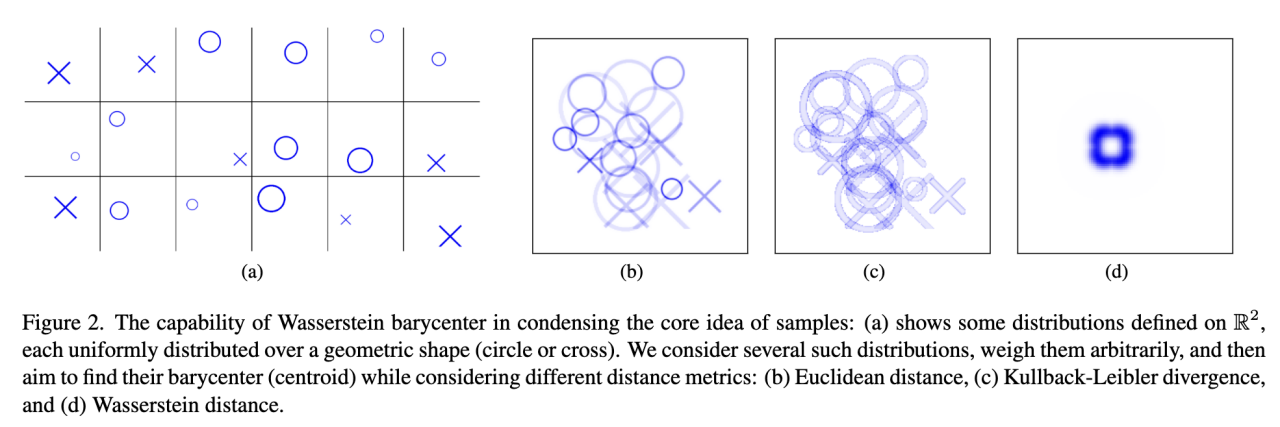 (a)
(b)
(c)
(d)
Figure 2. The capability of Wasserstein barycenter in condensing the core idea of samples: (a) shows some distributions defined on ℝ²,
each uniformly distributed over a geometric shape (circle or cross). We consider several such distributions, weigh them arbitrarily, and then
aim to find their barycenter (centroid) while considering different distance metrics: (b) Euclidean distance, (c) Kullback-Leibler divergence,
and (d) Wasserstein distance.